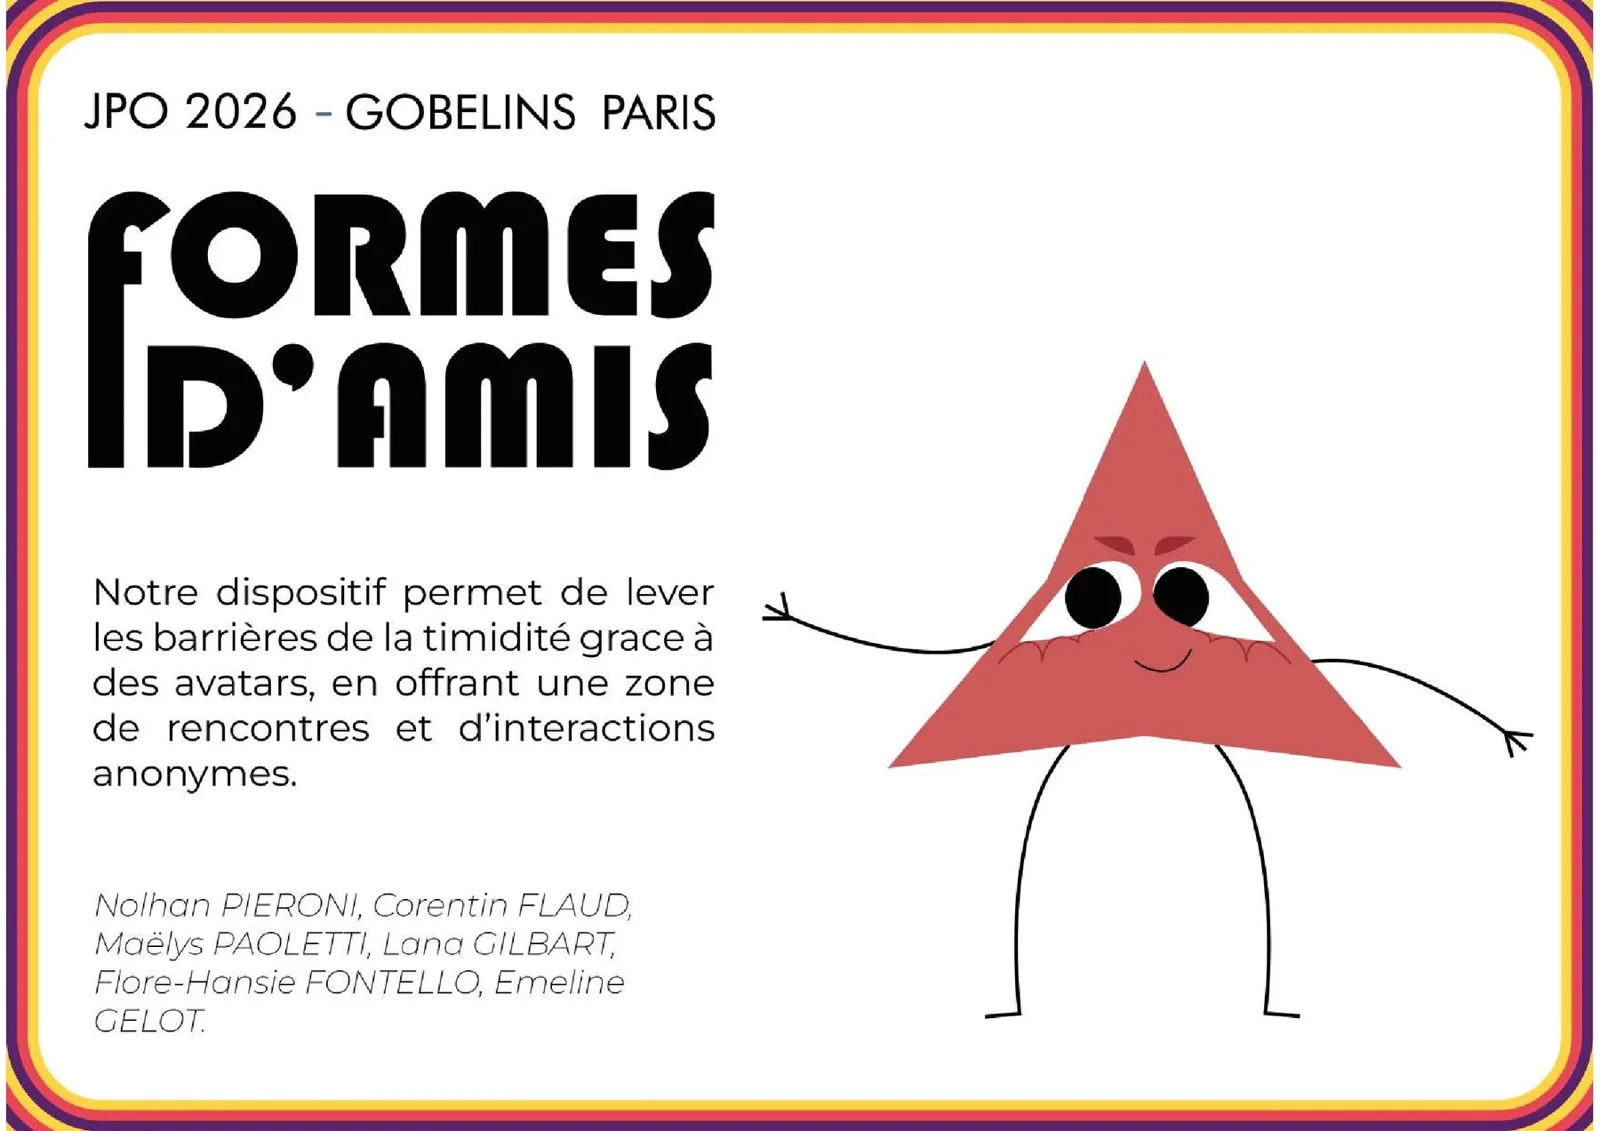 JPO 2026 - GOBELINS PARIS
FORMES
D'AMIS
Notre dispositif permet de lever
les barrières de la timidité grace à
des avatars, en offrant une zone
de rencontres et d'interactions
anonymes.
Nolhan PIERONI, Corentin FLAUD,
Maëlys PAOLETTI, Lana GILBART,
Flore-Hansie FONTELLO, Emeline
GELOT.